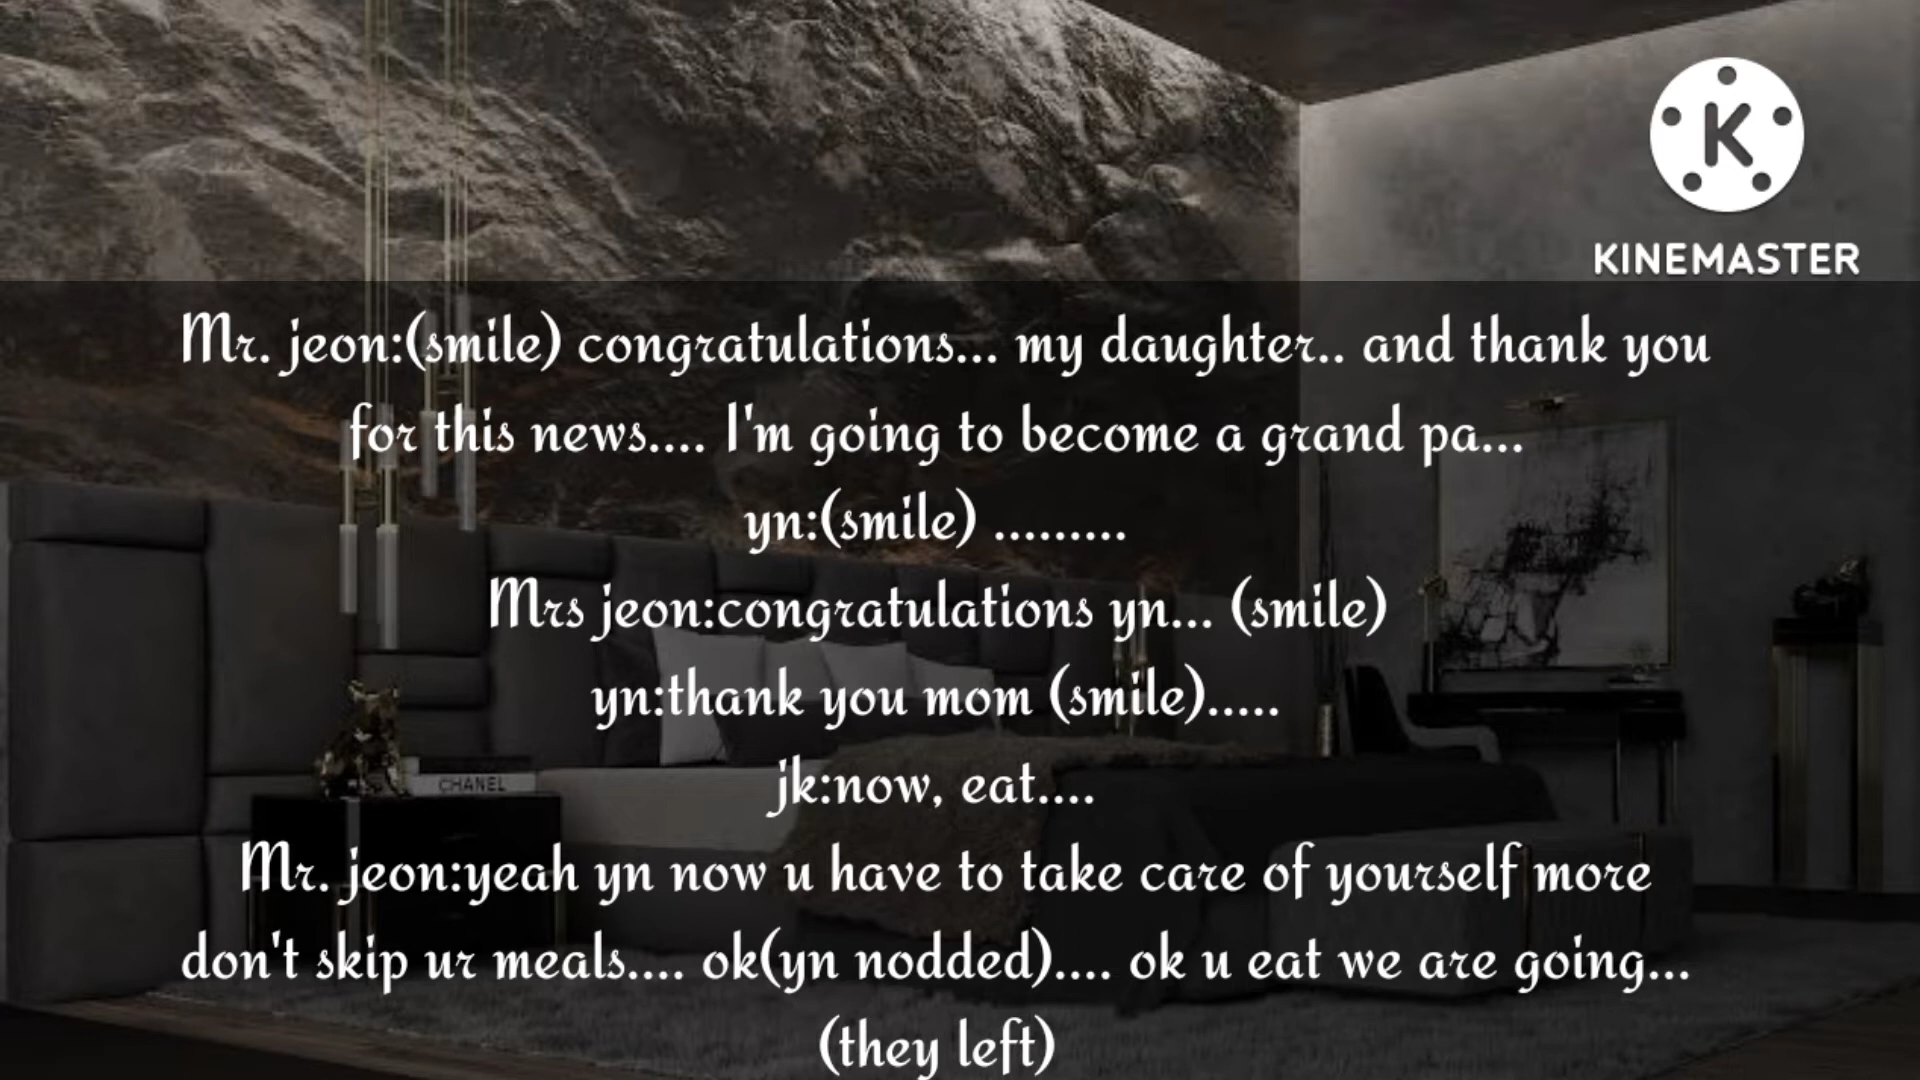 K
KINEMASTER
Mr. jeon:(smile) congratulations... my daughter.. and thank you
for this news.... I'm going to become a grand pa...
yn:(smile) .........
Mrs jeon:congratulations yn... (smile)
yn:thank you mom (smile).....
jk:now, eat....
CHANEL
Mr. jeon:yeah yn now u have to take care of yourself more
don't skip ur meals.... ok(yn nodded).... ok u eat we are going...
(they left)